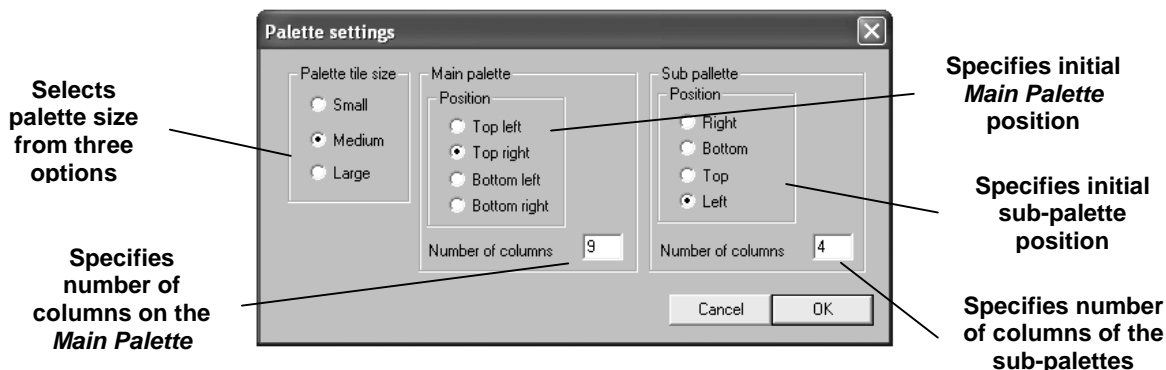 Palette settings
Selects
palette size
from three
options
Palette tile size
Small
Medium
Large
Main palette
Position
Top left
Top right
Bottom left
Bottom right
Number of columns
9
Sub pallette
Position
Right
Bottom
Top
Left
Number of columns
4
Cancel
OK
Specifies initial
Main Palette
position
Specifies initial
sub-palette
position
Specifies
number of
columns on the
Main Palette
Specifies number
of columns of the
sub-palettes